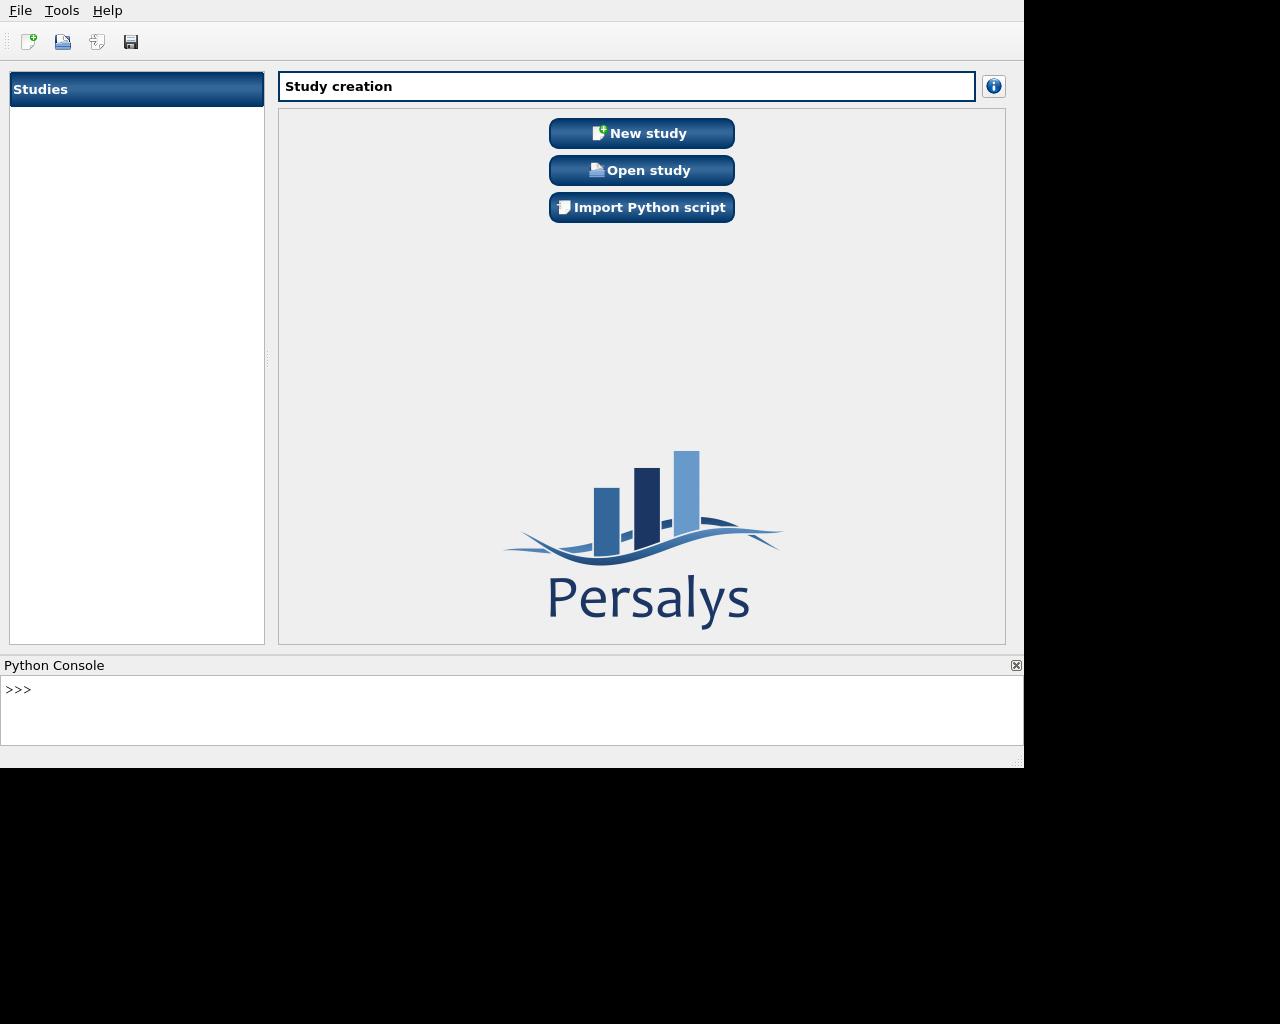 File Tools Help
Studies
Study creation
New study
Open study
Import Python script
Persalys
Python Console
>>>